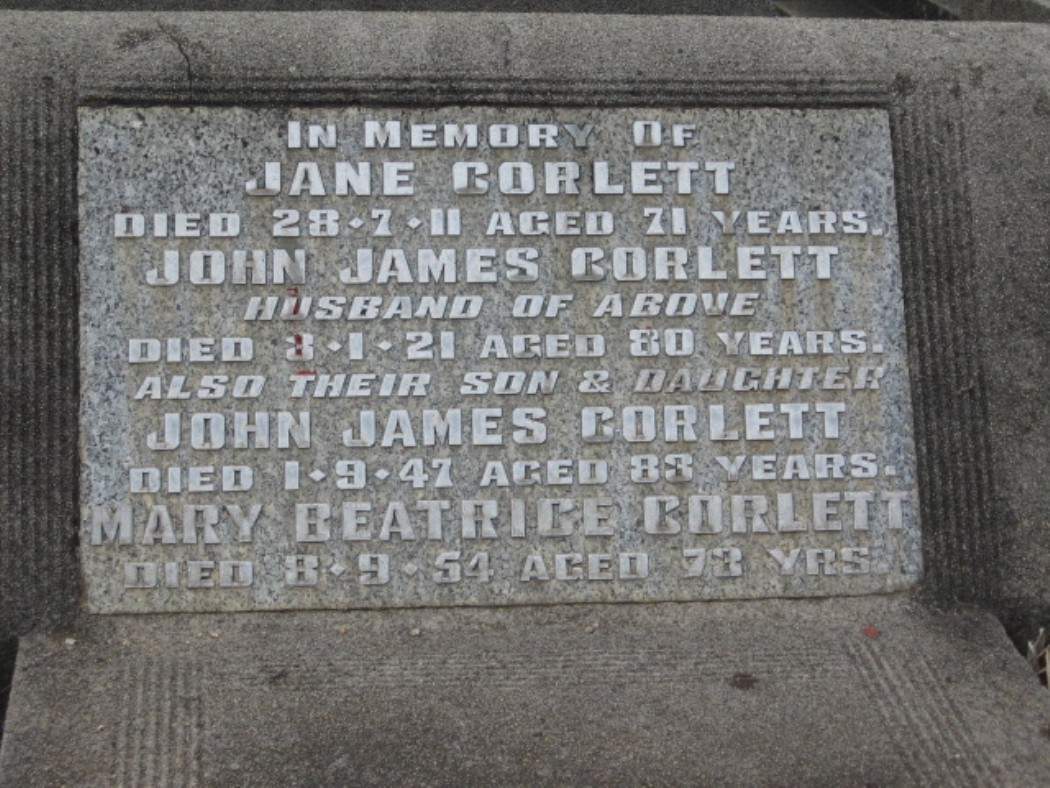 IN MEMORY OF
JANE CORLETT
DIED 28·7·11 AGED 71 YEARS.
JOHN JAMES CORLETT
HUSBAND OF ABOVE
DIED 3·1·21 AGED 80 YEARS.
ALSO THEIR SON & DAUGHTER
JOHN JAMES CORLETT
DIED 1·9·47 AGED 83 YEARS.
MARY BEATRICE CORLETT
DIED 8·9·54 AGED 73 YRS.